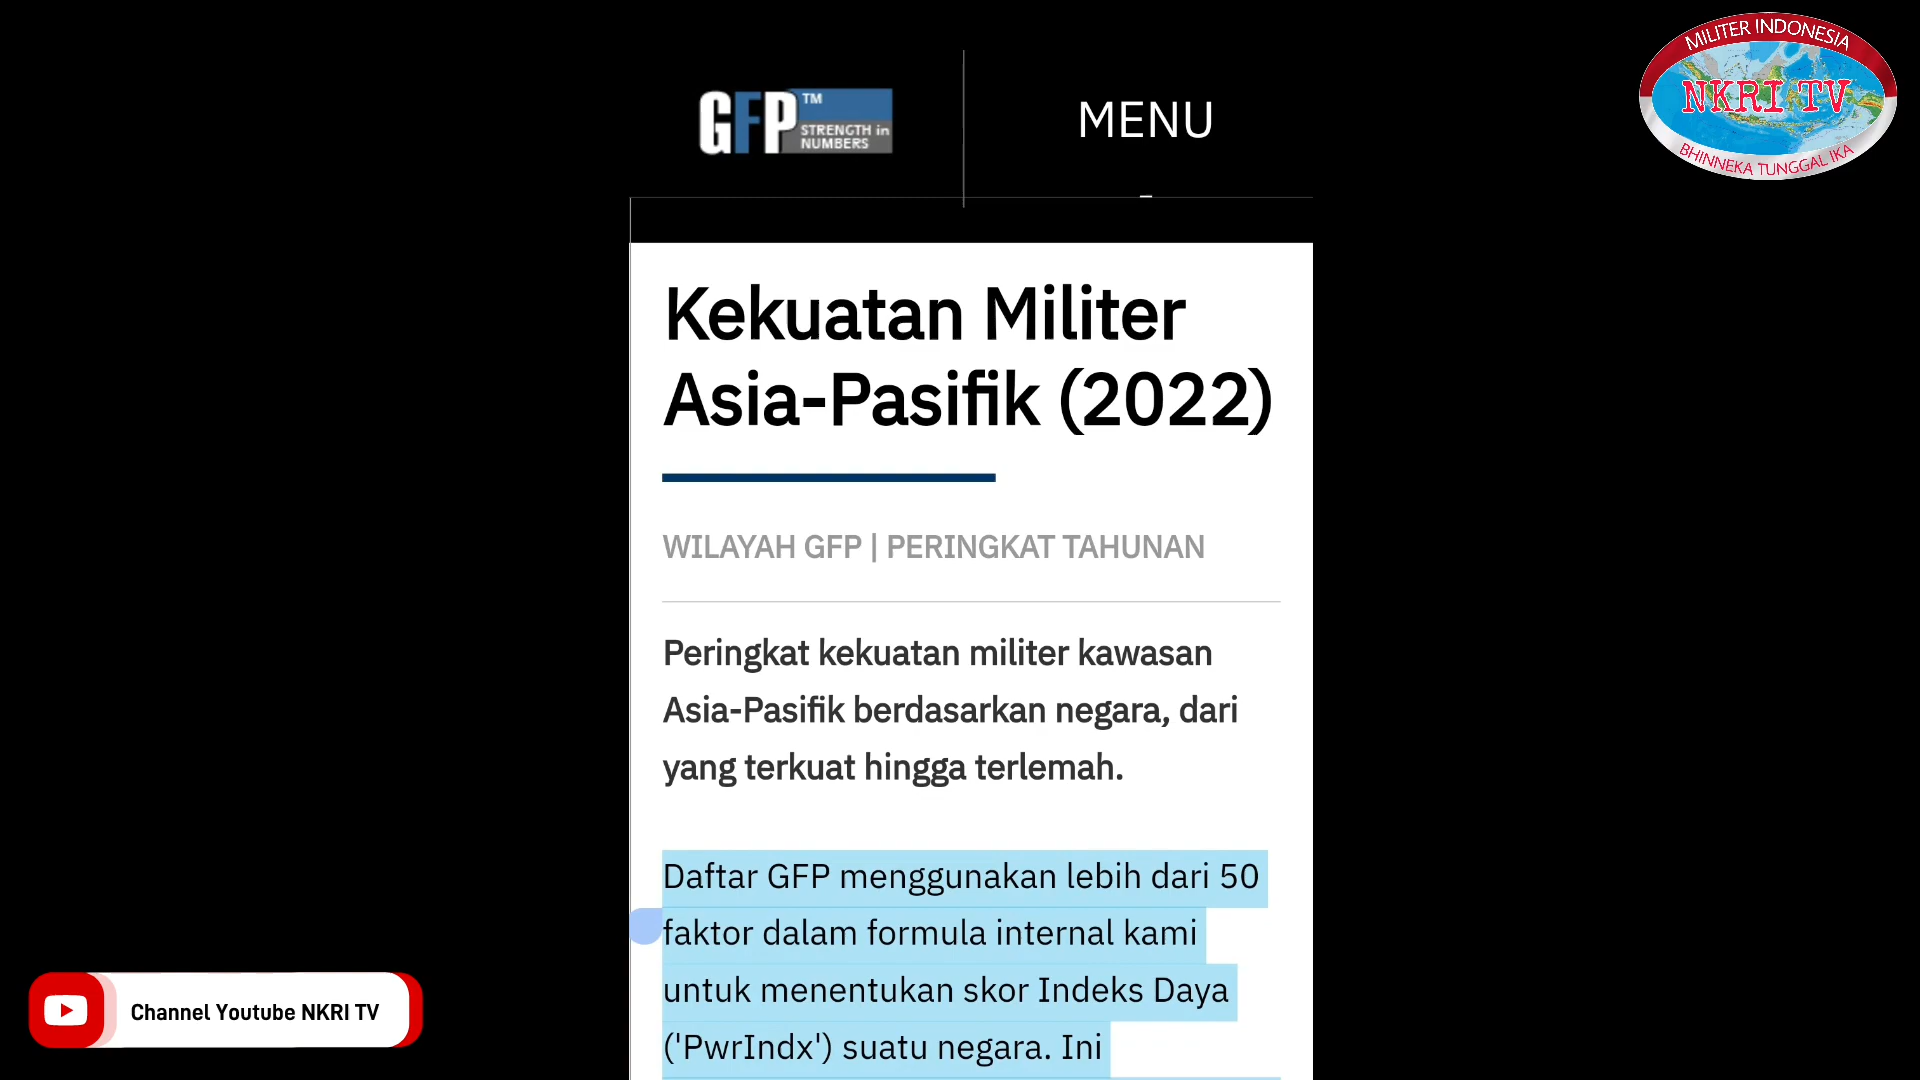 GFP™
STRENGTH in
NUMBERS
MENU
MILITER INDONESIA
NKRI TV
BHINNEKA TUNGGAL IKA
Kekuatan Militer
Asia-Pasifik (2022)
WILAYAH GFP | PERINGKAT TAHUNAN
Peringkat kekuatan militer kawasan
Asia-Pasifik berdasarkan negara, dari
yang terkuat hingga terlemah.
Daftar GFP menggunakan lebih dari 50
faktor dalam formula internal kami
untuk menentukan skor Indeks Daya
('PwrIndx') suatu negara. Ini
Channel Youtube NKRI TV